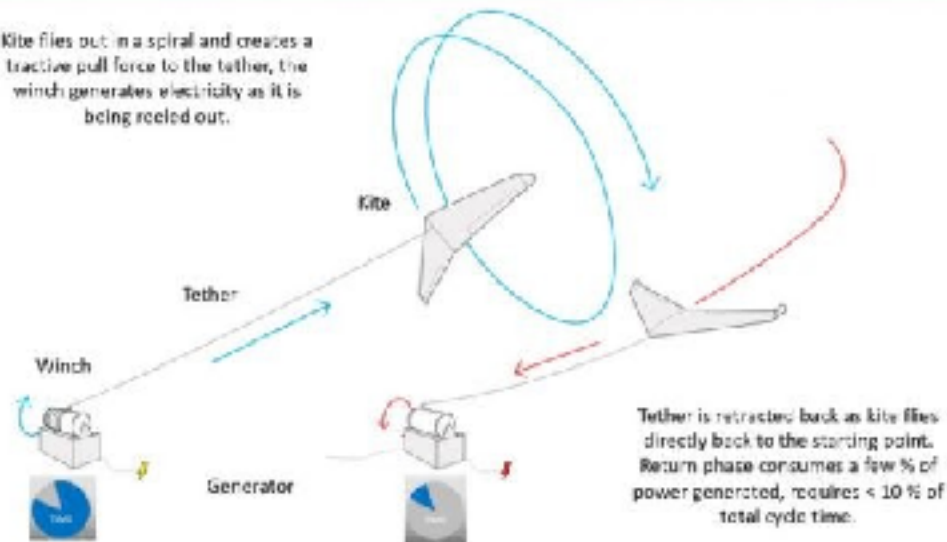 Kite flies out in a spiral and creates a
tractive pull force to the tether, the
winch generates electricity as it is
being reeled out.
Kite
Tether
Winch
Generator
Tether is retracted back as kite flies
directly back to the starting point.
Return phase consumes a few % of
power generated, requires < 10 % of
total cycle time.
TIME
TIME